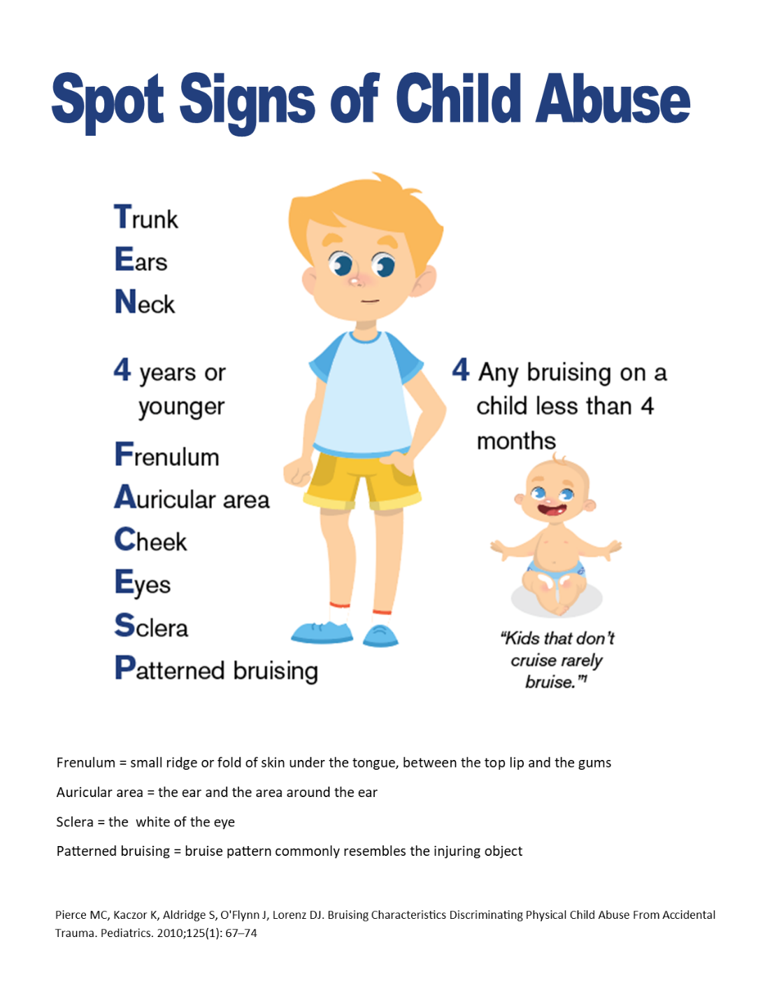 Spot Signs of Child Abuse
Trunk
Ears
Neck
4 years or
younger
Frenulum
Auricular area
Cheek
Eyes
Sclera
Patterned bruising
4 Any bruising on a
child less than 4
months
“Kids that don’t
cruise rarely
bruise.”1
Frenulum = small ridge or fold of skin under the tongue, between the top lip and the gums
Auricular area = the ear and the area around the ear
Sclera = the  white of the eye
Patterned bruising = bruise pattern commonly resembles the injuring object
Pierce MC, Kaczor K, Aldridge S, O'Flynn J, Lorenz DJ. Bruising Characteristics Discriminating Physical Child Abuse From Accidental
Trauma. Pediatrics. 2010;125(1): 67–74